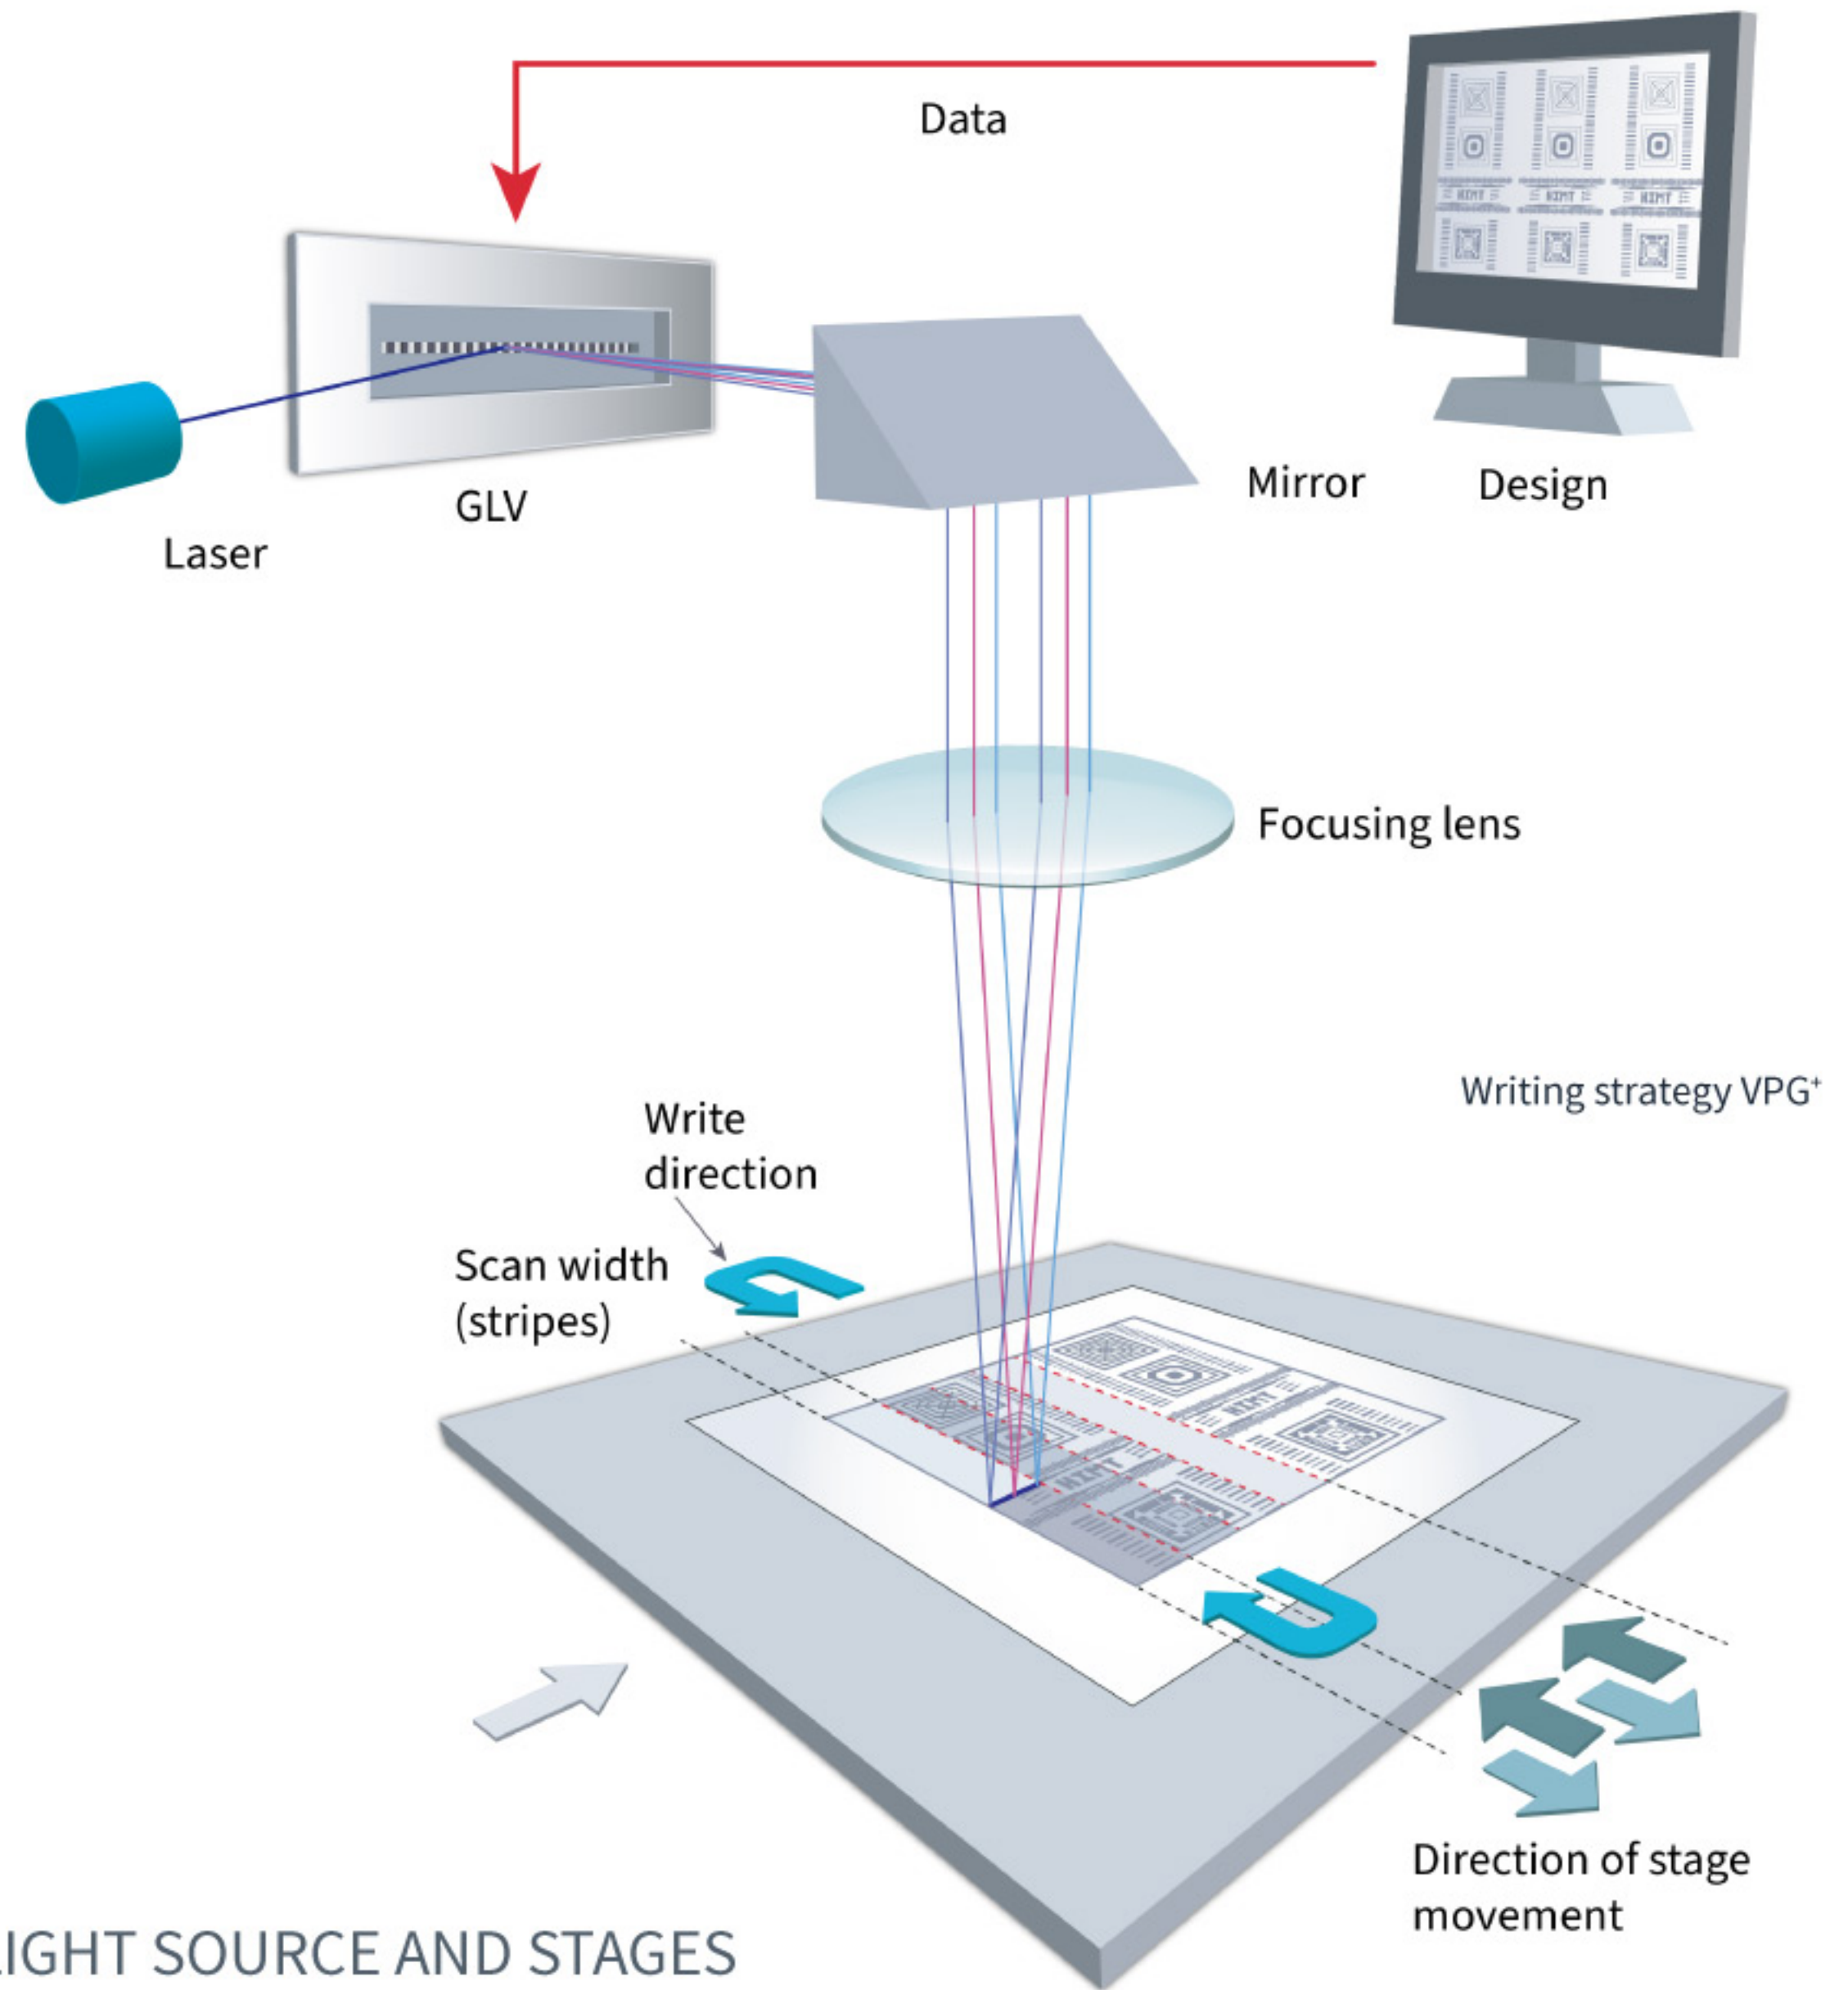 Data
GLV
Laser
Mirror
Design
Focusing lens
Writing strategy VPG⁺
Write
direction
Scan width
(stripes)
Direction of stage
movement
LIGHT SOURCE AND STAGES